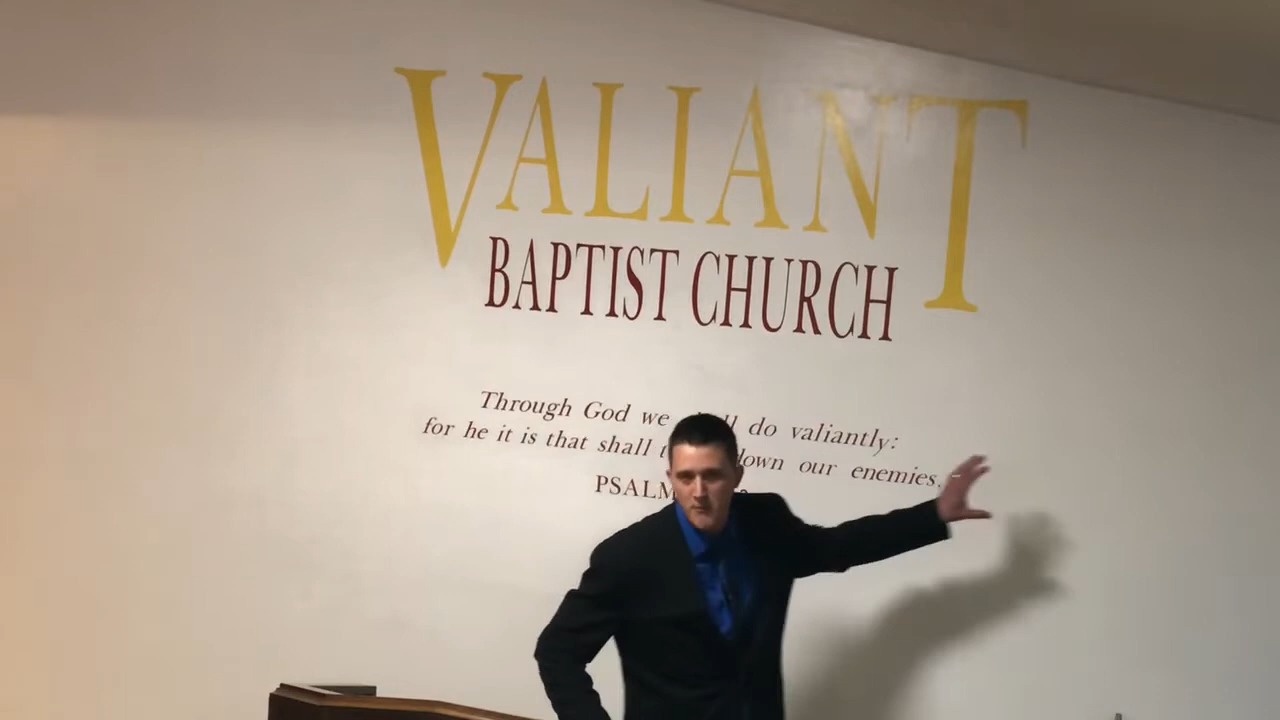 VALIANT
BAPTIST CHURCH
Through God we do valiantly:
for he it is that shall down our enemies.
PSALM